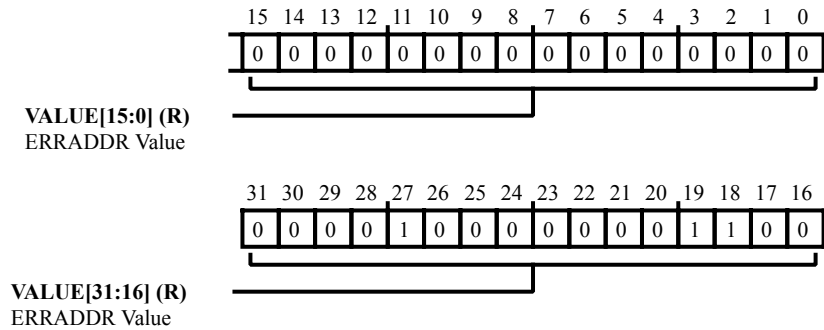 15 14 13 12 11 10 9 8 7 6 5 4 3 2 1 0
0 0 0 0 0 0 0 0 0 0 0 0 0 0 0 0
VALUE[15:0] (R)
ERRADDR Value
31 30 29 28 27 26 25 24 23 22 21 20 19 18 17 16
0 0 0 0 1 0 0 0 0 0 0 0 1 1 0 0
VALUE[31:16] (R)
ERRADDR Value